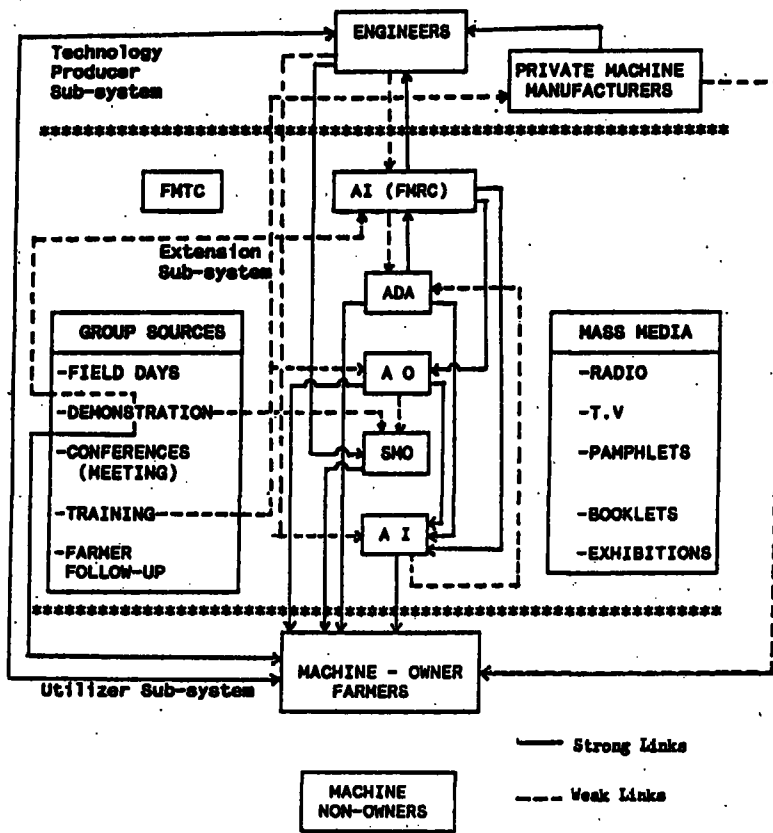 ENGINEERS
Technology
Producer
Sub-system
PRIVATE MACHINE
MANUFACTURERS
************************************************************
FMTC
AI (FMRC)
Extension
Sub-system
ADA
GROUP SOURCES
-FIELD DAYS
-DEMONSTRATION
-CONFERENCES
(MEETING)
-TRAINING
-FARMER
FOLLOW-UP
A O
SMO
A I
MASS MEDIA
-RADIO
-T.V
-PAMPHLETS
-BOOKLETS
-EXHIBITIONS
************************************************************
MACHINE - OWNER
FARMERS
Utilizer Sub-system
Strong Links
Weak Links
MACHINE
NON-OWNERS